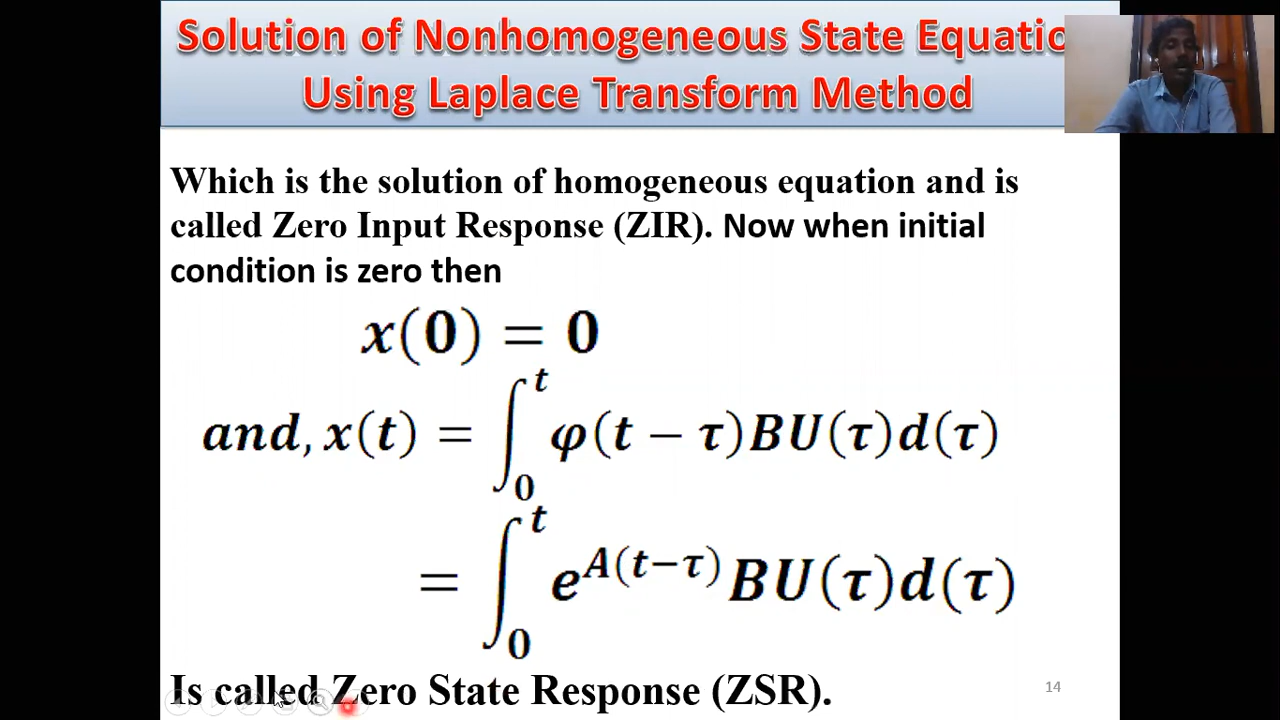 Solution of Nonhomogeneous State Equatio
Using Laplace Transform Method
Which is the solution of homogeneous equation and is
called Zero Input Response (ZIR). Now when initial
condition is zero then
x(0) = 0
and, x(t) = ∫₀ᵗ φ(t − τ)BU(τ)d(τ)
= ∫₀ᵗ e^{A(t−τ)}BU(τ)d(τ)
Is called Zero State Response (ZSR).
14